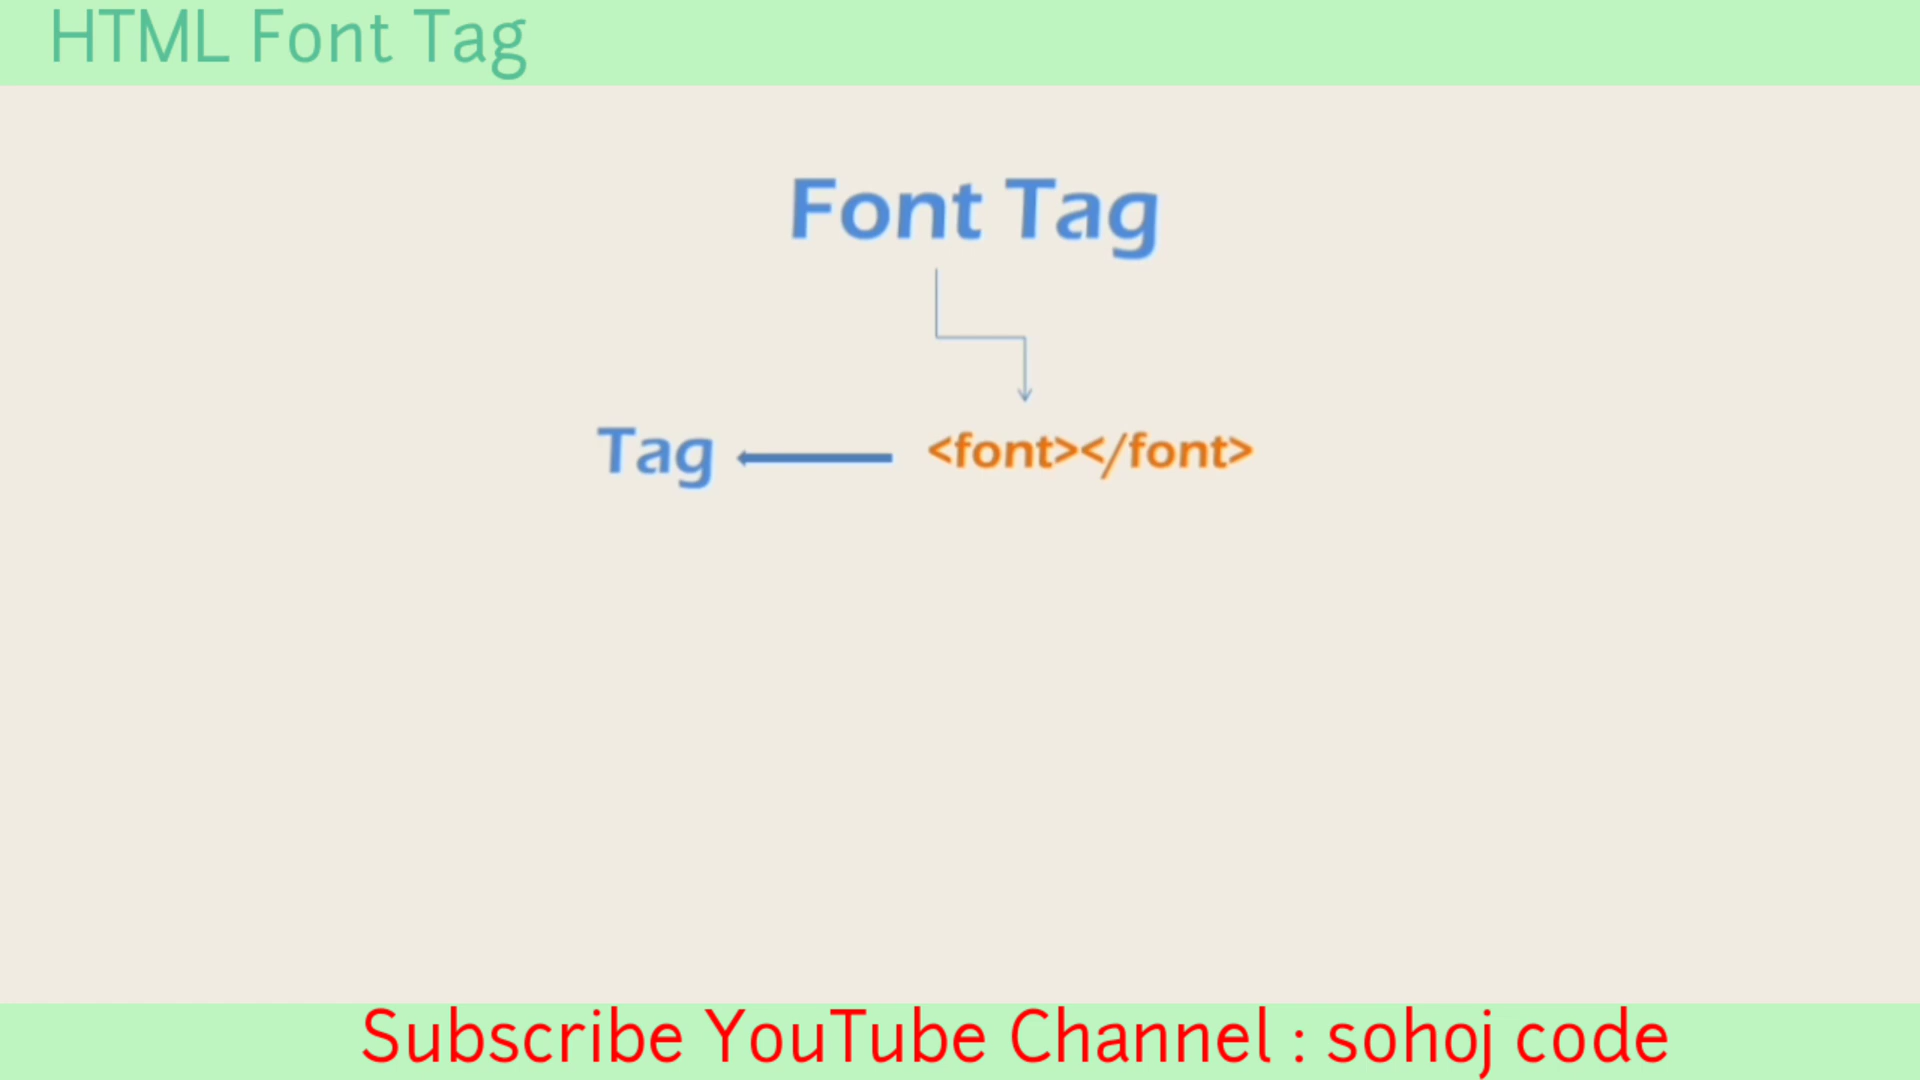 HTML Font Tag
Font Tag
Tag <font></font>
Subscribe YouTube Channel : sohoj code